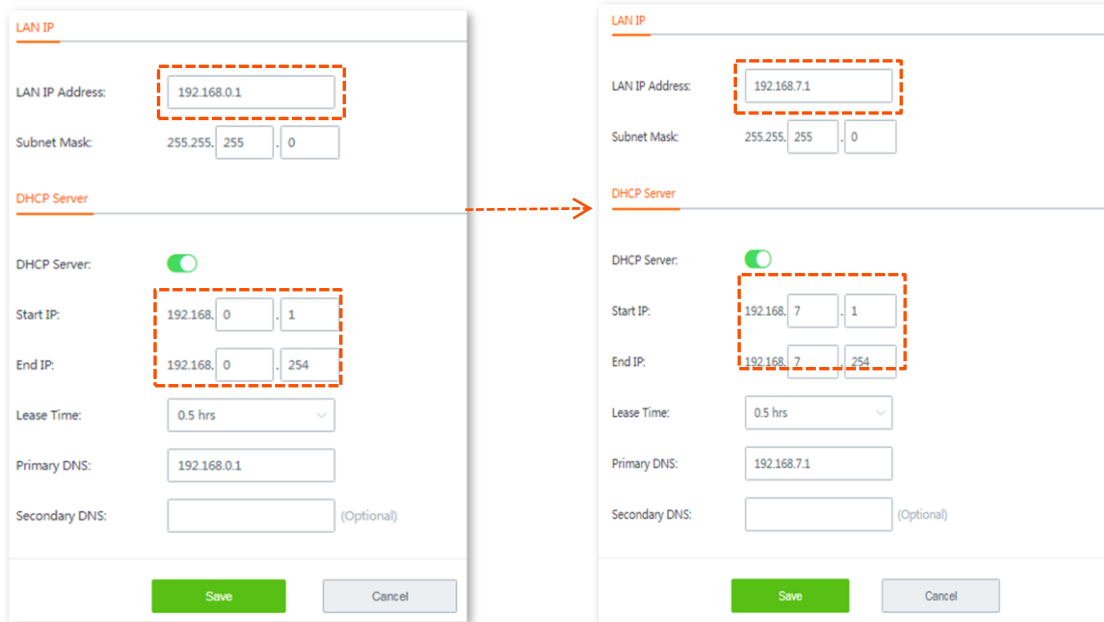 LAN IP
LAN IP Address: 192.168.0.1
Subnet Mask: 255.255. 255 . 0
DHCP Server
DHCP Server:
Start IP: 192.168. 0 . 1
End IP: 192.168. 0 . 254
Lease Time: 0.5 hrs
Primary DNS: 192.168.0.1
Secondary DNS: (Optional)
Save Cancel
LAN IP
LAN IP Address: 192.168.7.1
Subnet Mask: 255.255. 255 . 0
DHCP Server
DHCP Server:
Start IP: 192.168. 7 . 1
End IP: 192.168. 7 . 254
Lease Time: 0.5 hrs
Primary DNS: 192.168.7.1
Secondary DNS: (Optional)
Save Cancel